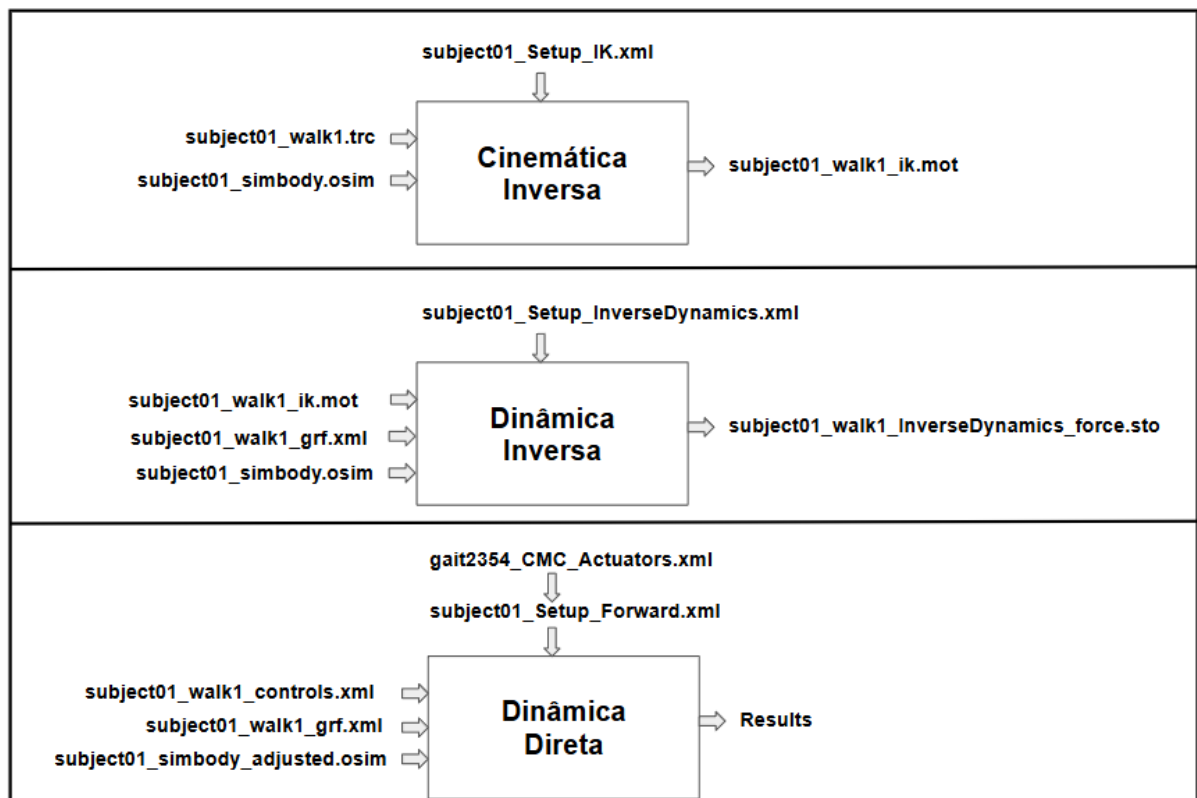 subject01_Setup_IK.xml
subject01_walk1.trc
subject01_simbody.osim
Cinemática
Inversa
subject01_walk1_ik.mot
subject01_Setup_InverseDynamics.xml
subject01_walk1_ik.mot
subject01_walk1_grf.xml
subject01_simbody.osim
Dinâmica
Inversa
subject01_walk1_InverseDynamics_force.sto
gait2354_CMC_Actuators.xml
subject01_Setup_Forward.xml
subject01_walk1_controls.xml
subject01_walk1_grf.xml
subject01_simbody_adjusted.osim
Dinâmica
Direta
Results